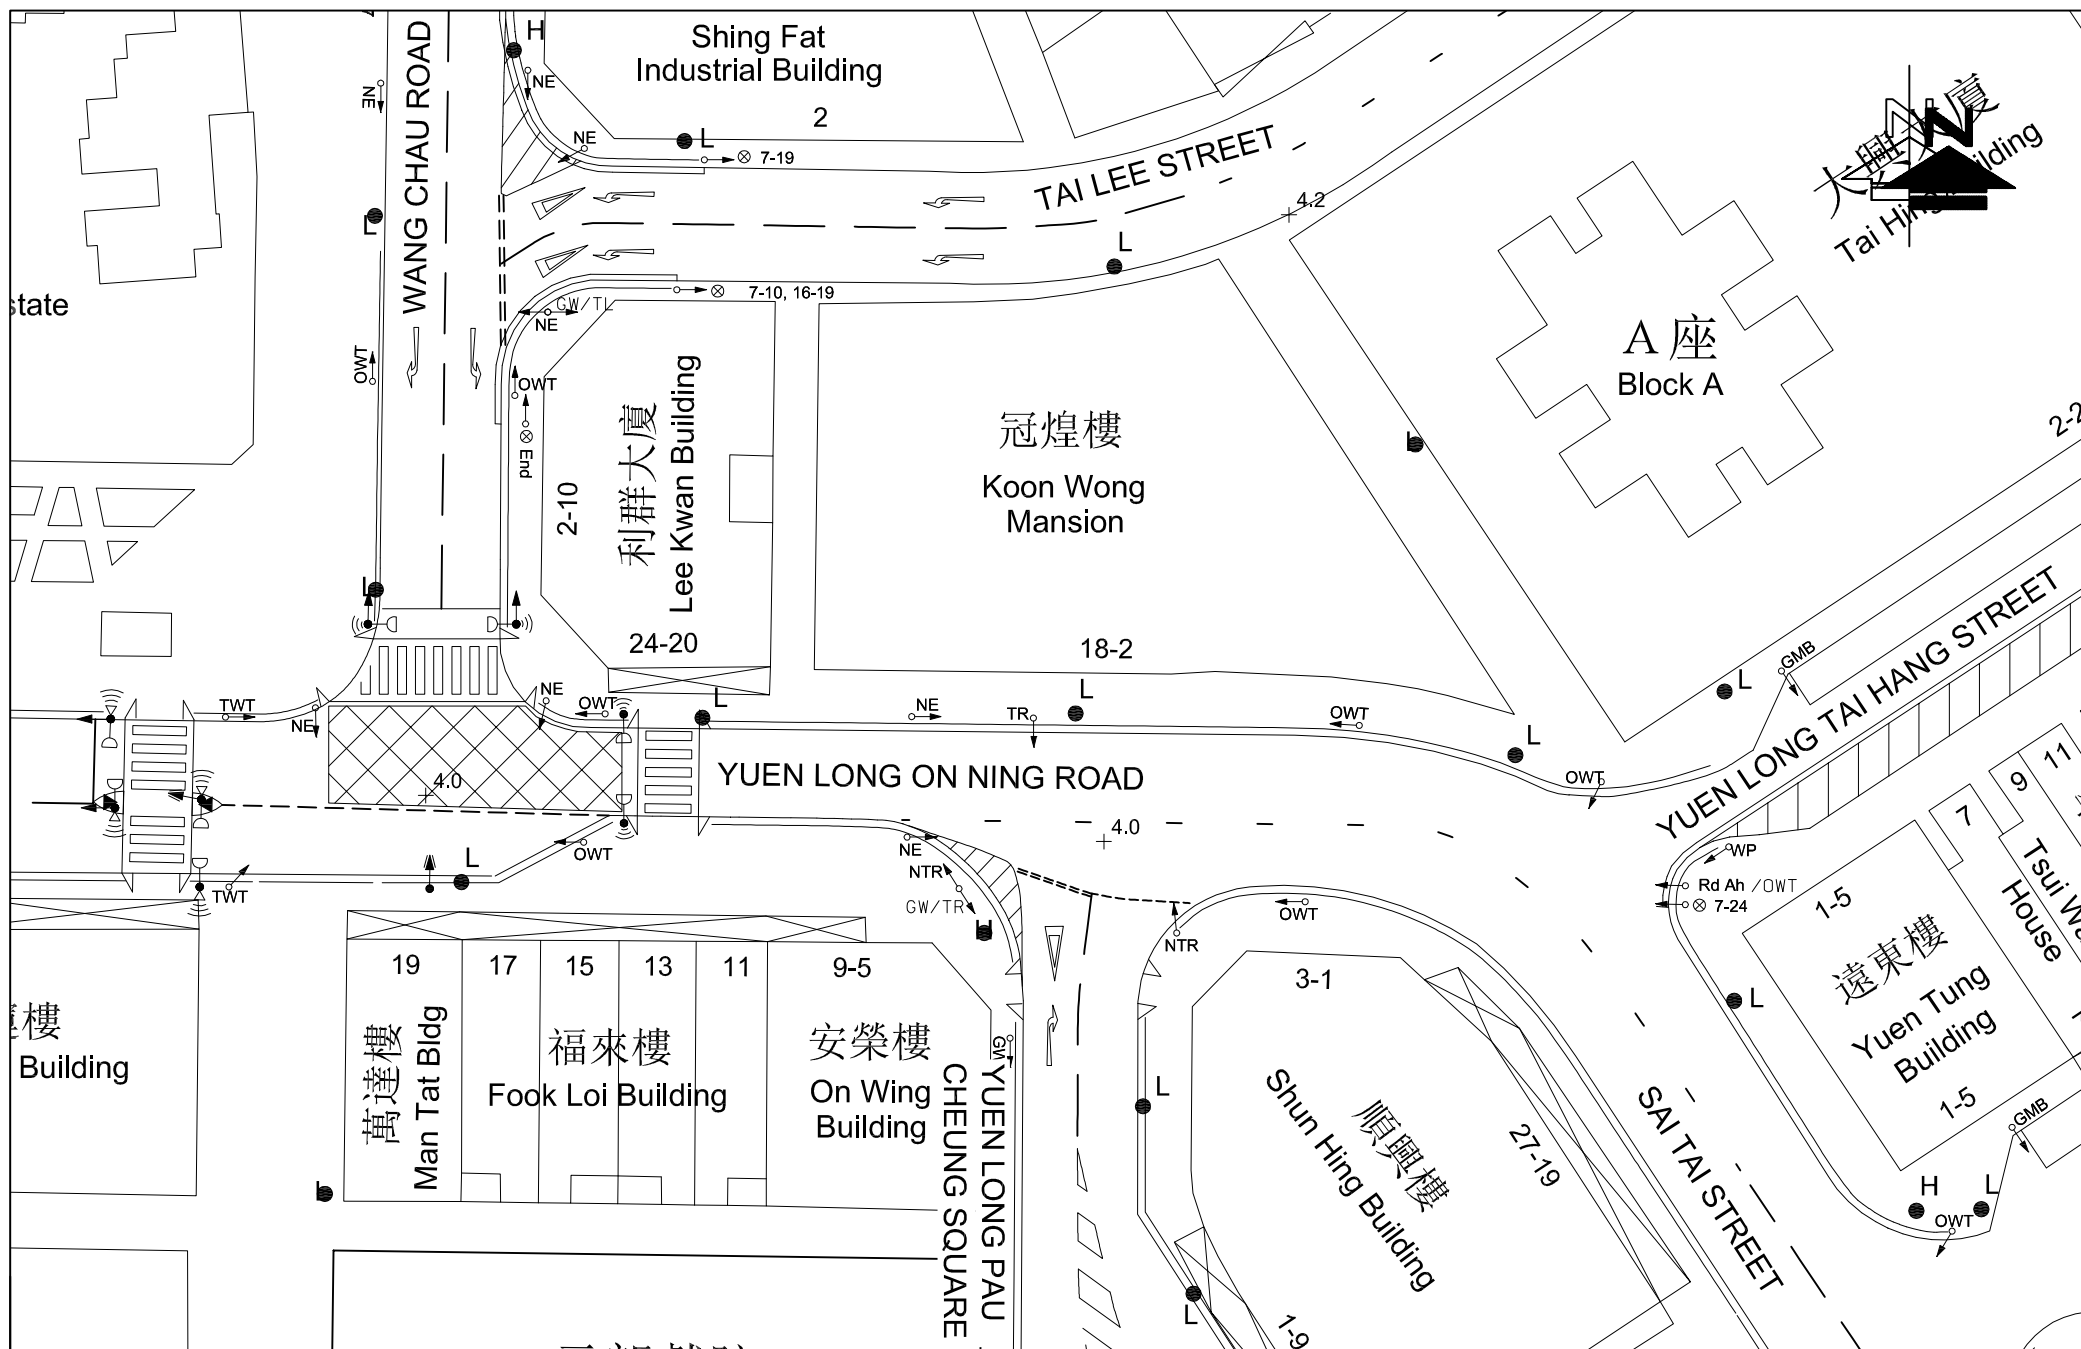 H
NE
Shing Fat
Industrial Building
2
WANG CHAU ROAD
NE
NE
L
7-19
TAI LEE STREET
4.2
大興大廈
Tai Hing Building
N
L
L
state
7-10, 16-19
GW/TL
NE
OWT
OWT
End
利群大廈
Lee Kwan Building
2-10
冠煌樓
Koon Wong
Mansion
A座
Block A
L
2-2
L
24-20
18-2
GMB
L
YUEN LONG TAI HANG STREET
TWT
NE
NE
OWT
L
NE
TR
L
OWT
L
OWT
4.0
YUEN LONG ON NING ROAD
4.0
11
9
7
WP
OWT
NE
NTR
GW/TR
L
TWT
L
NTR
OWT
Rd Ah /OWT
7-24
1-5
Tsui Wa
House
遠東樓
Yuen Tung
Building
1-5
L
19
17
15
13
11
9-5
3-1
樓
Building
萬達樓
Man Tat Bldg
福來樓
Fook Loi Building
安榮樓
On Wing
Building
GW
YUEN LONG PAU
CHEUNG SQUARE
L
順興樓
Shun Hing Building
27-19
SAI TAI STREET
GMB
H
L
OWT
L
L
1-9